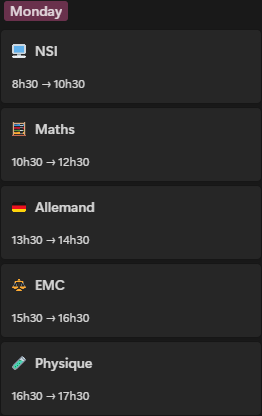 Monday
NSI
8h30 → 10h30
Maths
10h30 → 12h30
Allemand
13h30 → 14h30
EMC
15h30 → 16h30
Physique
16h30 → 17h30